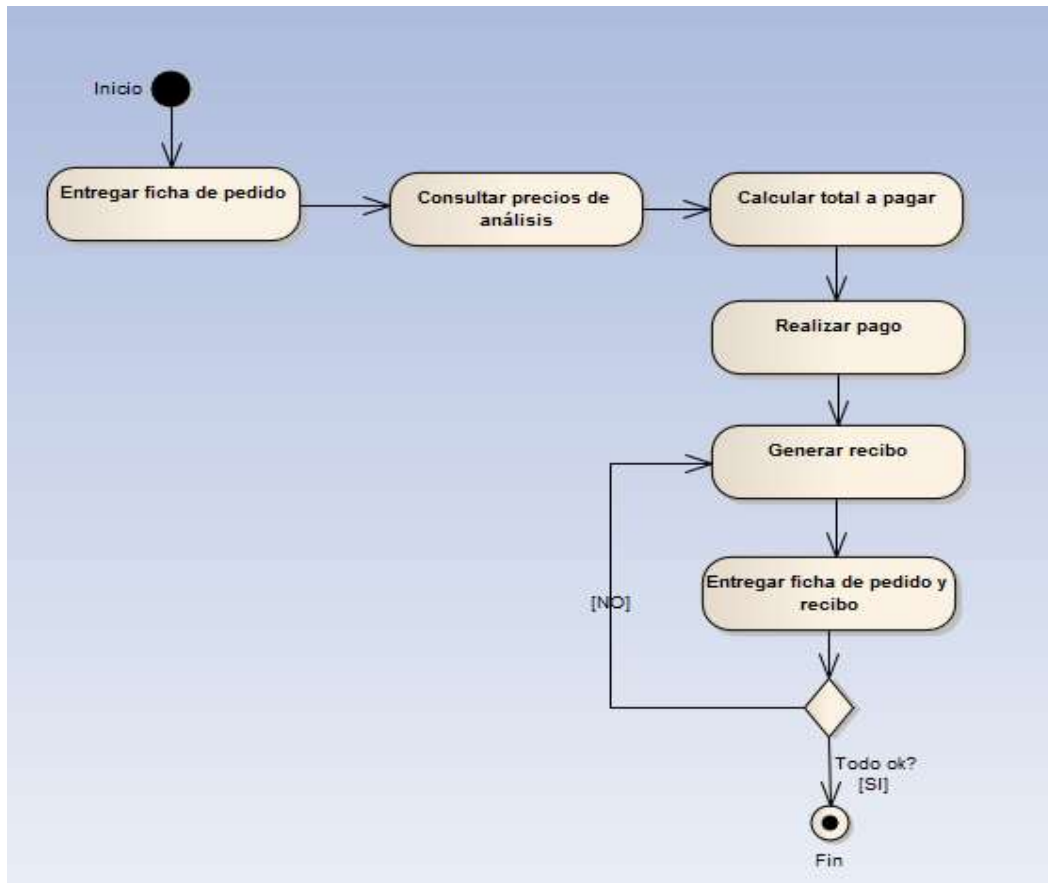 Inicio
Entregar ficha de pedido
Consultar precios de
análisis
Calcular total a pagar
Realizar pago
Generar recibo
Entregar ficha de pedido y
recibo
[NO]
Todo ok?
[SI]
Fin